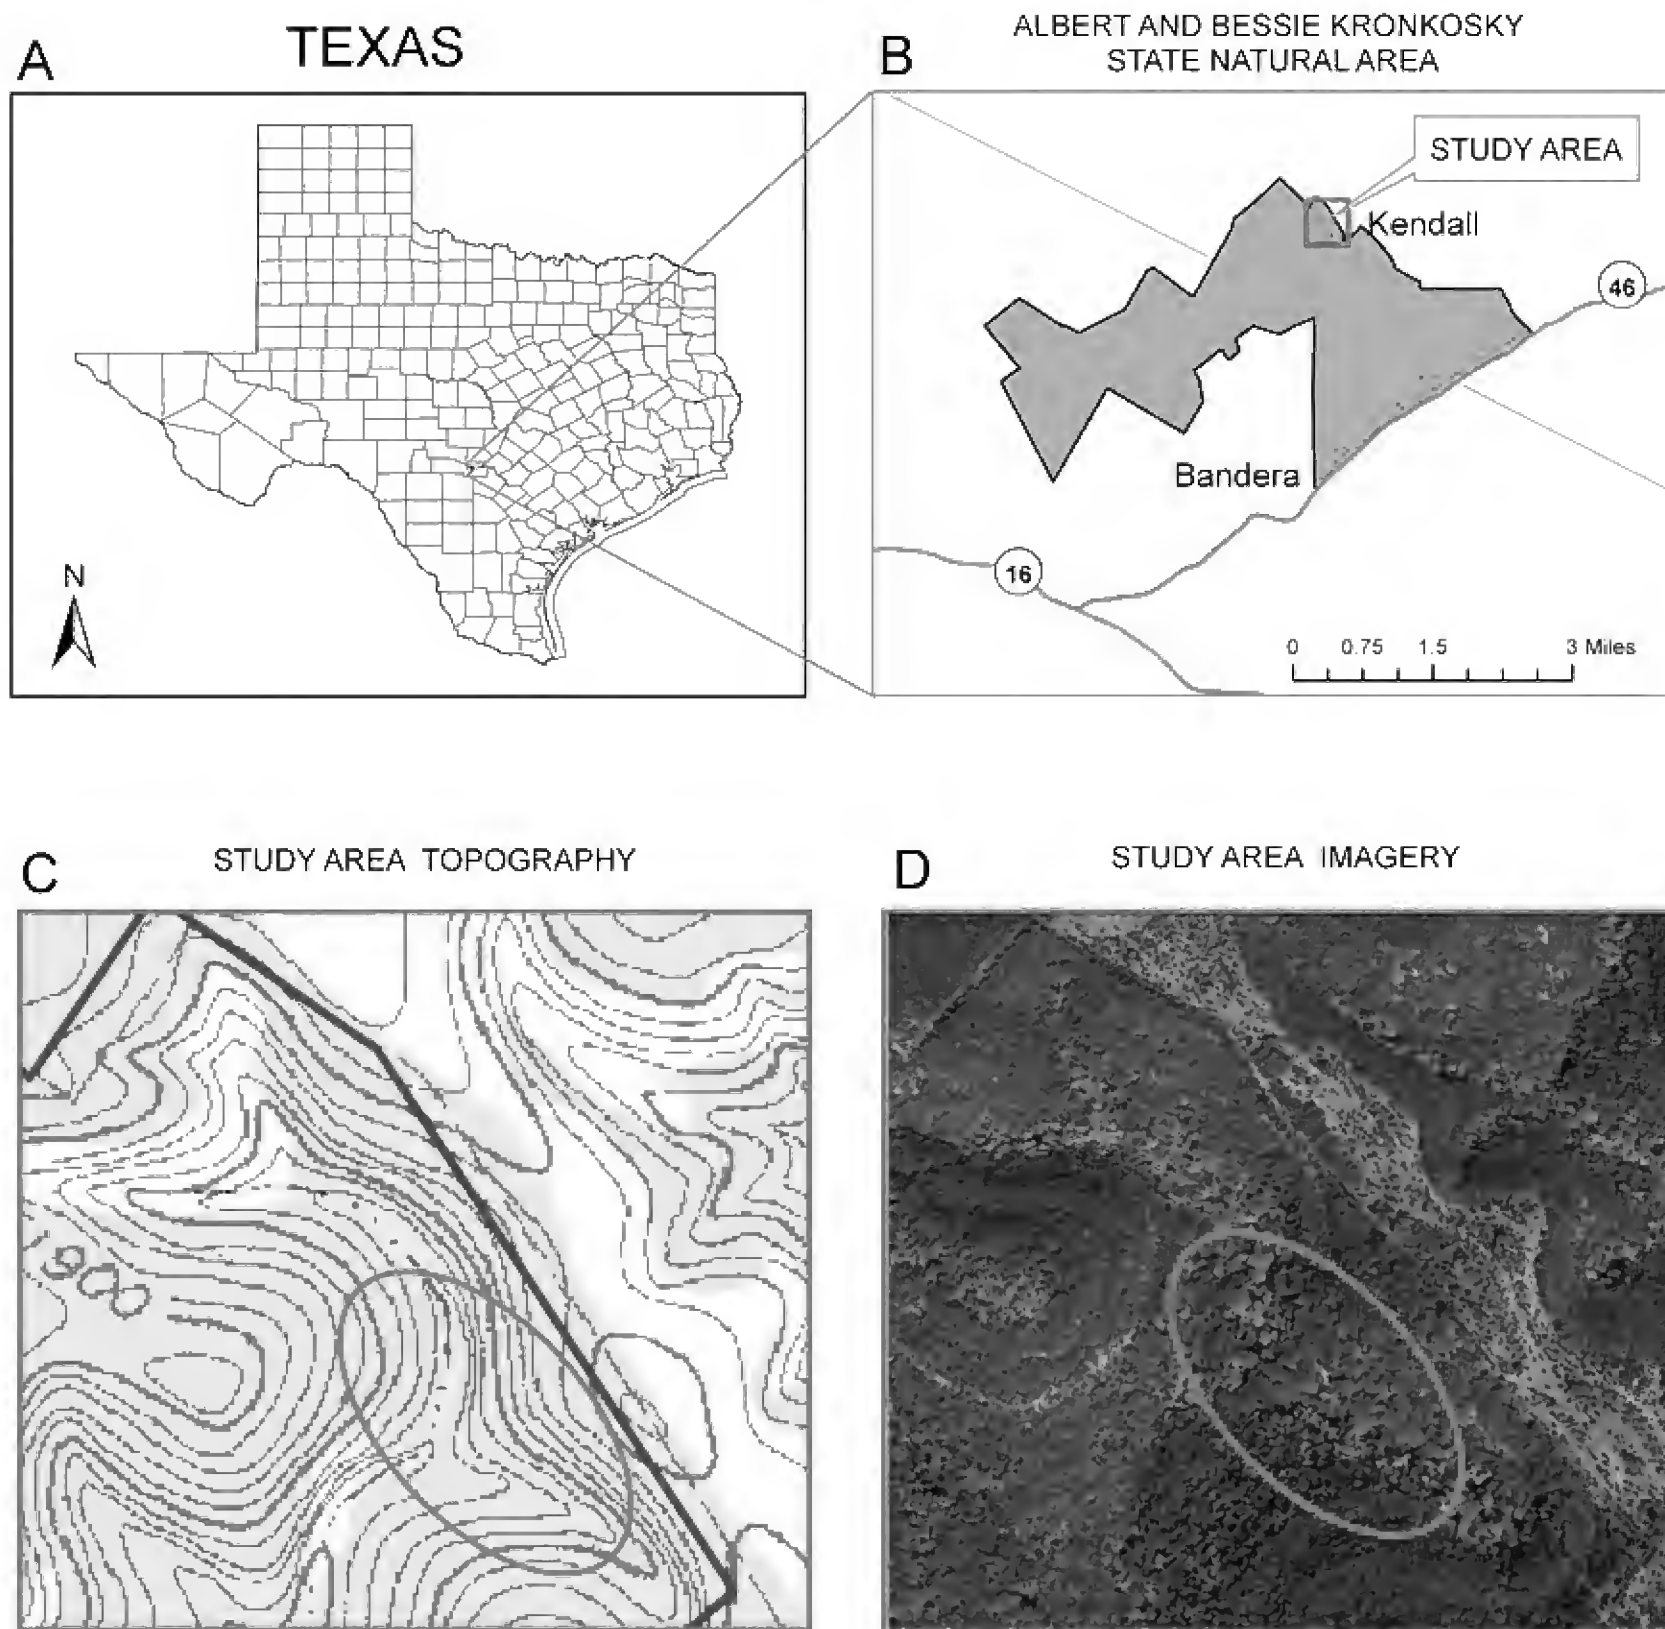 A
TEXAS
N
B
ALBERT AND BESSIE KRONKOSKY
STATE NATURAL AREA
STUDY AREA
Kendall
46
Bandera
16
0 0.75 1.5 3 Miles
C
STUDY AREA TOPOGRAPHY
1900
D
STUDY AREA IMAGERY